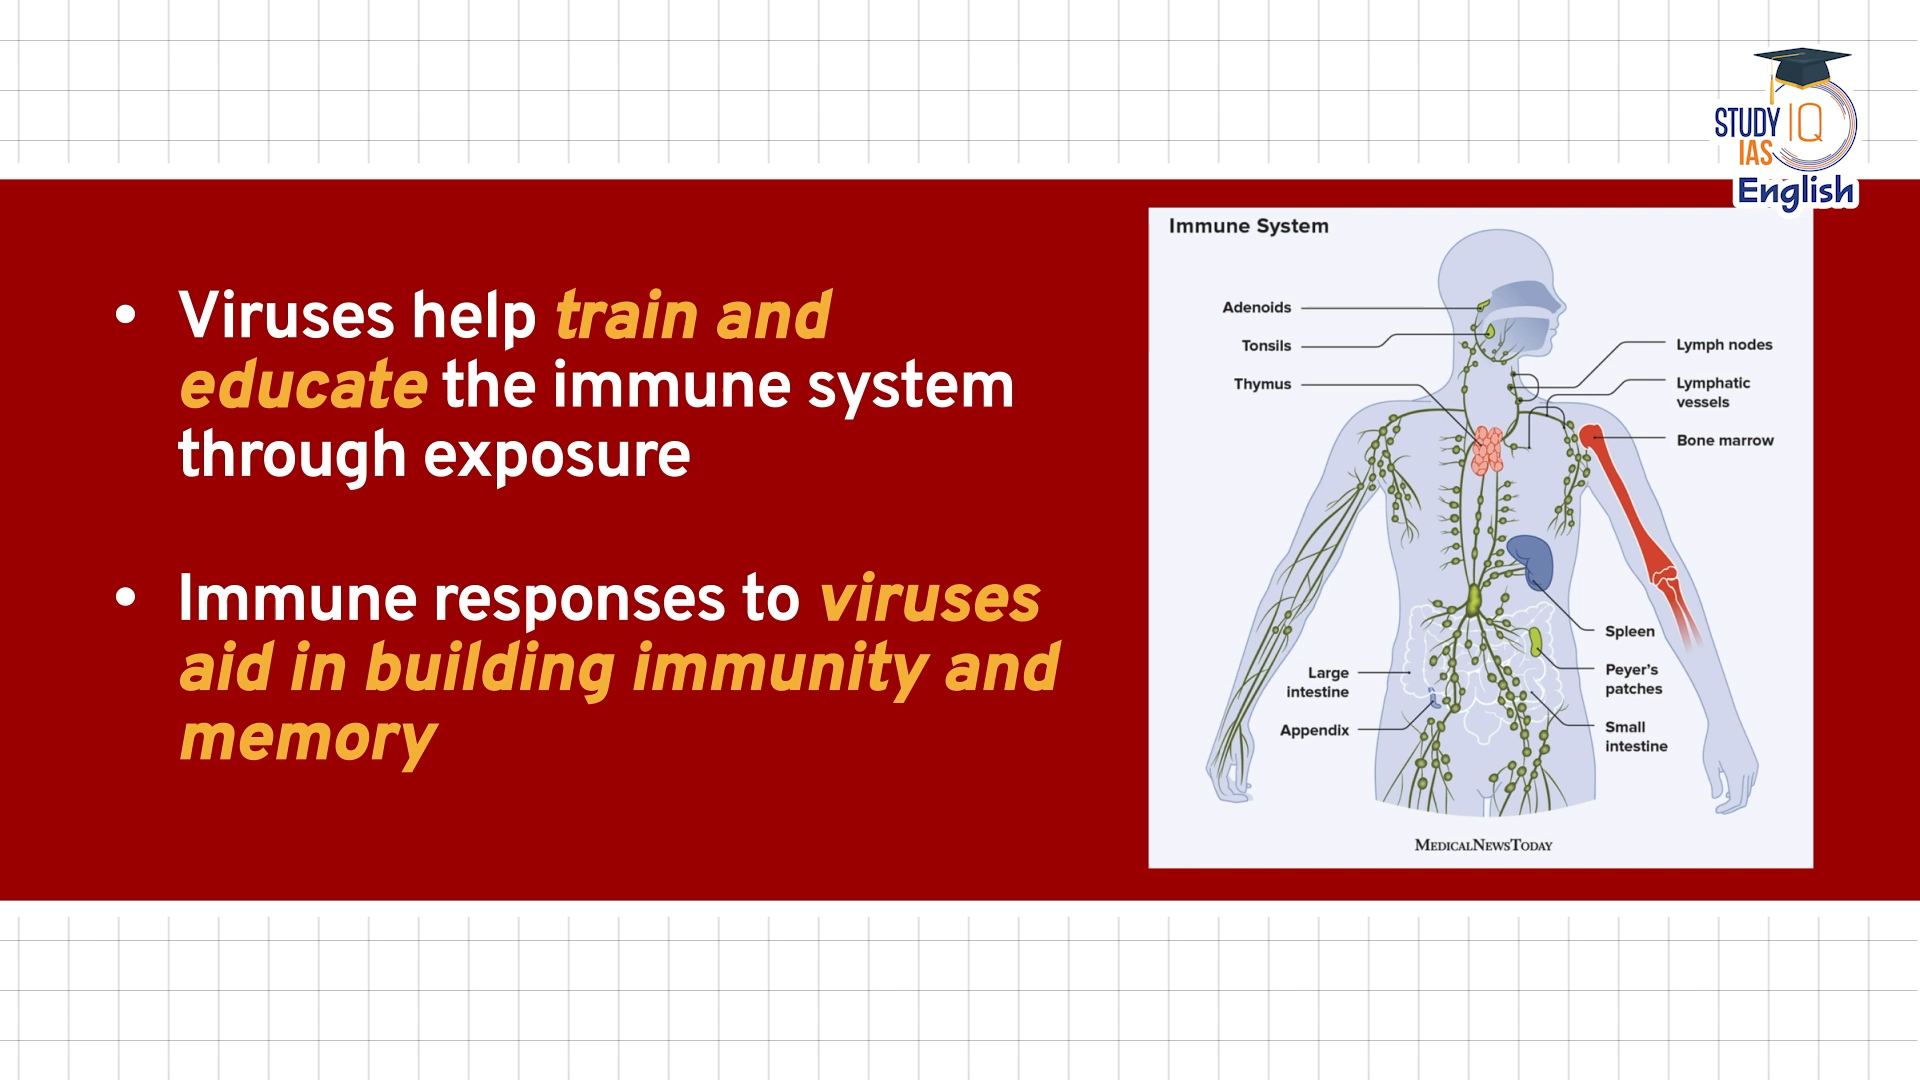 STUDY IQ
IAS
English
• Viruses help train and
educate the immune system
through exposure
• Immune responses to viruses
aid in building immunity and
memory
Immune System
Adenoids
Tonsils
Thymus
Lymph nodes
Lymphatic
vessels
Bone marrow
Spleen
Peyer's
patches
Small
intestine
Large
intestine
Appendix
MEDICALNEWSTODAY